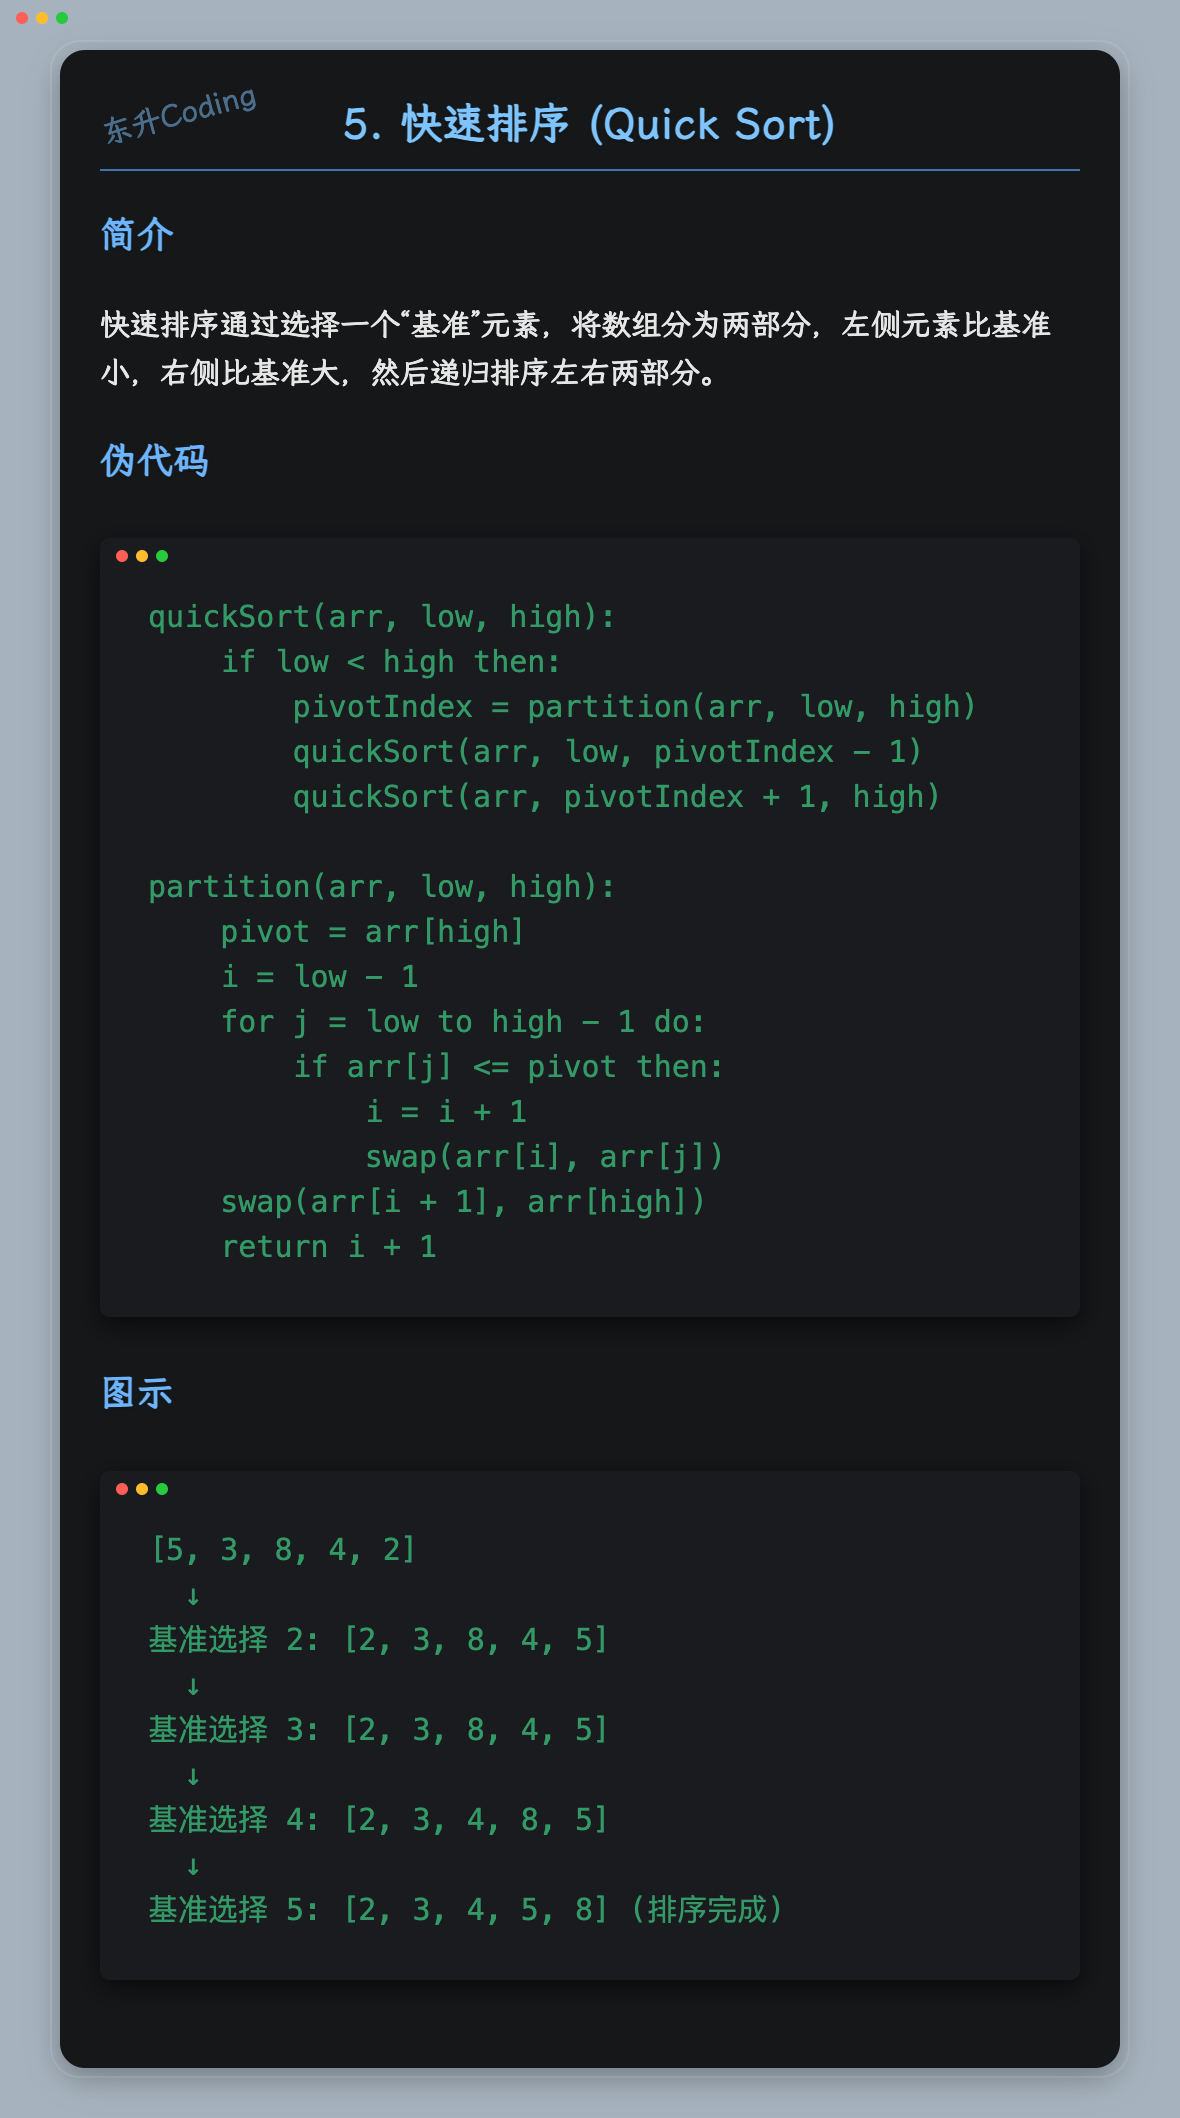 东升Coding
5. 快速排序 (Quick Sort)
简介
快速排序通过选择一个“基准”元素，将数组分为两部分，左侧元素比基准
小，右侧比基准大，然后递归排序左右两部分。
伪代码
quickSort(arr, low, high):
    if low < high then:
        pivotIndex = partition(arr, low, high)
        quickSort(arr, low, pivotIndex - 1)
        quickSort(arr, pivotIndex + 1, high)

partition(arr, low, high):
    pivot = arr[high]
    i = low - 1
    for j = low to high - 1 do:
        if arr[j] <= pivot then:
            i = i + 1
            swap(arr[i], arr[j])
    swap(arr[i + 1], arr[high])
    return i + 1
图示
[5, 3, 8, 4, 2]
  ↓
基准选择 2: [2, 3, 8, 4, 5]
  ↓
基准选择 3: [2, 3, 8, 4, 5]
  ↓
基准选择 4: [2, 3, 4, 8, 5]
  ↓
基准选择 5: [2, 3, 4, 5, 8] (排序完成)